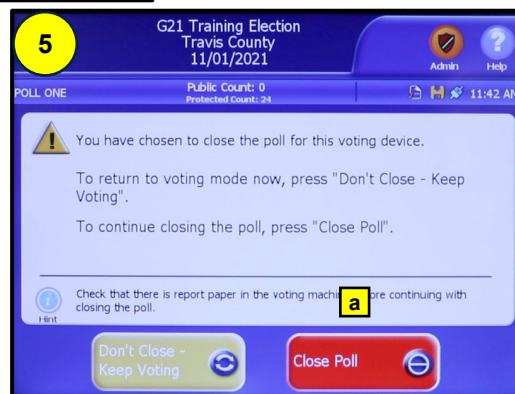 5
G21 Training Election
Travis County
11/01/2021
Admin
Help
POLL ONE
Public Count: 0
Protected Count: 24
11:42 AM
You have chosen to close the poll for this voting device.
To return to voting mode now, press "Don't Close - Keep
Voting".
To continue closing the poll, press "Close Poll".
Hint
Check that there is report paper in the voting machin ore continuing with
closing the poll.
a
Don't Close -
Keep Voting
Close Poll